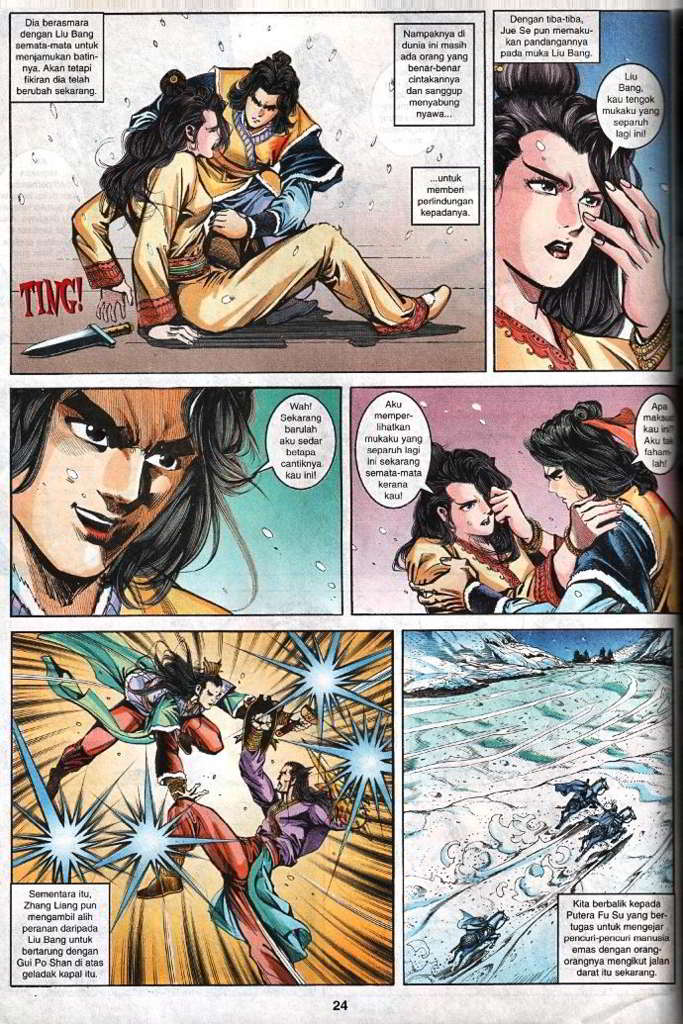 Dia berasmara
dengan Liu Bang
semata-mata untuk
menjamukan batin-
nya. Akan tetapi
fikiran dia telah
berubah sekarang.
Nampaknya di
dunia ini masih
ada orang yang
benar-benar
cintakannya
dan sanggup
menyabung
nyawa...
...untuk
memberi
perlindungan
kepadanya.
TING!
Dengan tiba-tiba,
Jue Se pun memaku-
kan pandangannya
pada muka Liu Bang.
Liu
Bang,
kau tengok
mukaku yang
separuh
lagi ini!
Wah!
Sekarang
barulah
aku sedar
betapa
cantiknya
kau ini!
Aku
memper-
lihatkan
mukaku yang
separuh lagi
ini sekarang
semata-mata
kerana
kau!
Apa
maksud
kau ini?
Aku tak
faham-
lah!
Sementara itu,
Zhang Liang pun
mengambil alih
peranan daripada
Liu Bang untuk
bertarung dengan
Gui Po Shan di atas
geladak kapal itu.
Kita berbalik kepada
Putera Fu Su yang ber-
tugas untuk mengejar
pencuri-pencuri manusia
emas dengan orang-
orangnya mengikut jalan
darat itu sekarang.
24